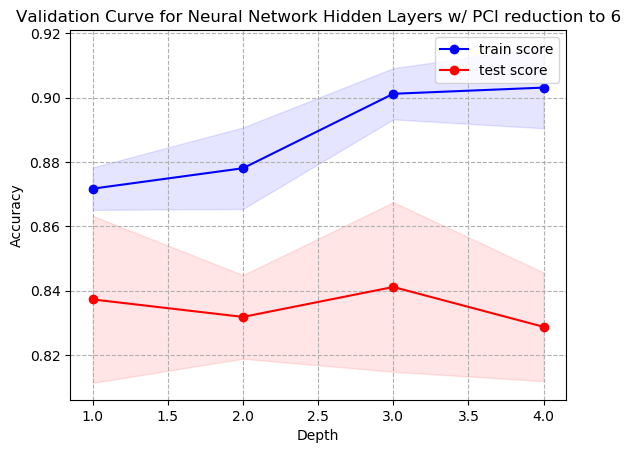 Validation Curve for Neural Network Hidden Layers w/ PCI reduction to 6
0.92
0.90
0.88
0.86
0.84
0.82
Accuracy
train score
test score
1.0 1.5 2.0 2.5 3.0 3.5 4.0
Depth